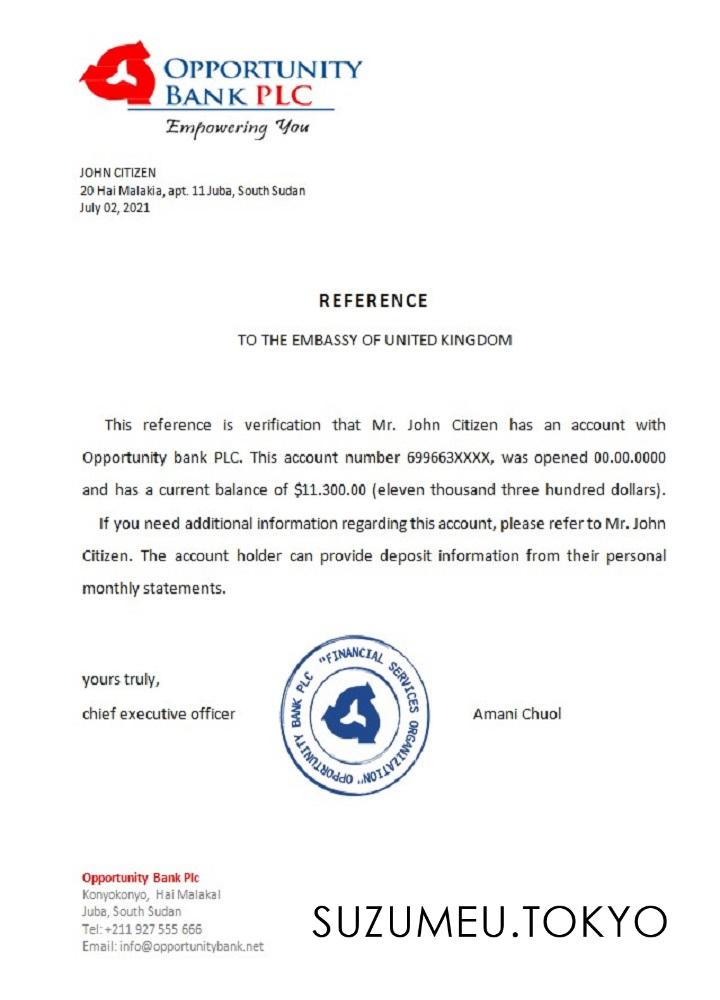 OPPORTUNITY
BANK PLC
Empowering You
JOHN CITIZEN
20 Hai Malakia, apt. 11Juba, South Sudan
July 02, 2021
REFERENCE
TO THE EMBASSY OF UNITED KINGDOM
This reference is verification that Mr. John Citizen has an account with
Opportunity bank PLC. This account number 699663XXXX, was opened 00.00.0000
and has a current balance of $11.300.00 (eleven thousand three hundred dollars).
If you need additional information regarding this account, please refer to Mr. John
Citizen. The account holder can provide deposit information from their personal
monthly statements.
yours truly,
chief executive officer
OPPORTUNITY BANK PLC "FINANCIAL SERVICES ORGANIZATION"
Amani Chuol
Opportunity Bank Plc
Konyokonyo, Hai Malakal
Juba, South Sudan
Tel: +211 927 555 666
Email: info@opportunitybank.net
SUZUMEU.TOKYO